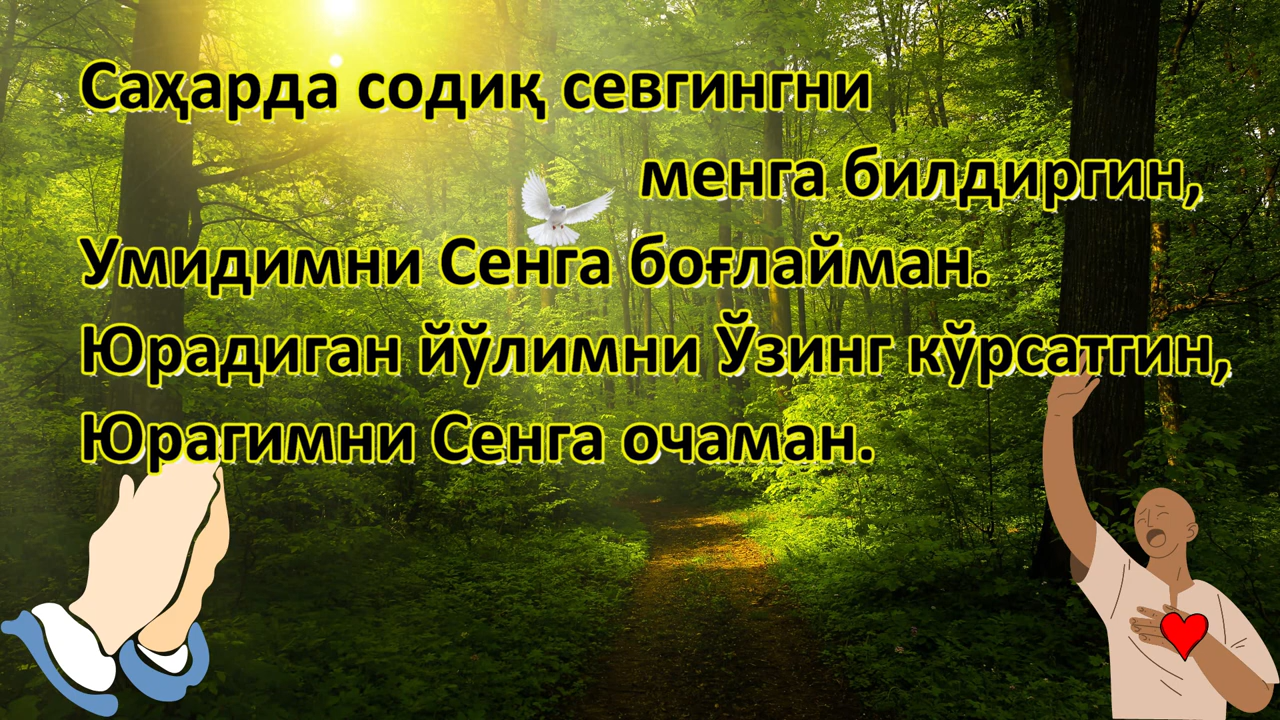 Саҳарда содиқ севгингни
менга билдиргин,
Умидимни Сенга боғлайман.
Юрадиган йўлимни Ўзинг кўрсатгин,
Юрагимни Сенга очаман.